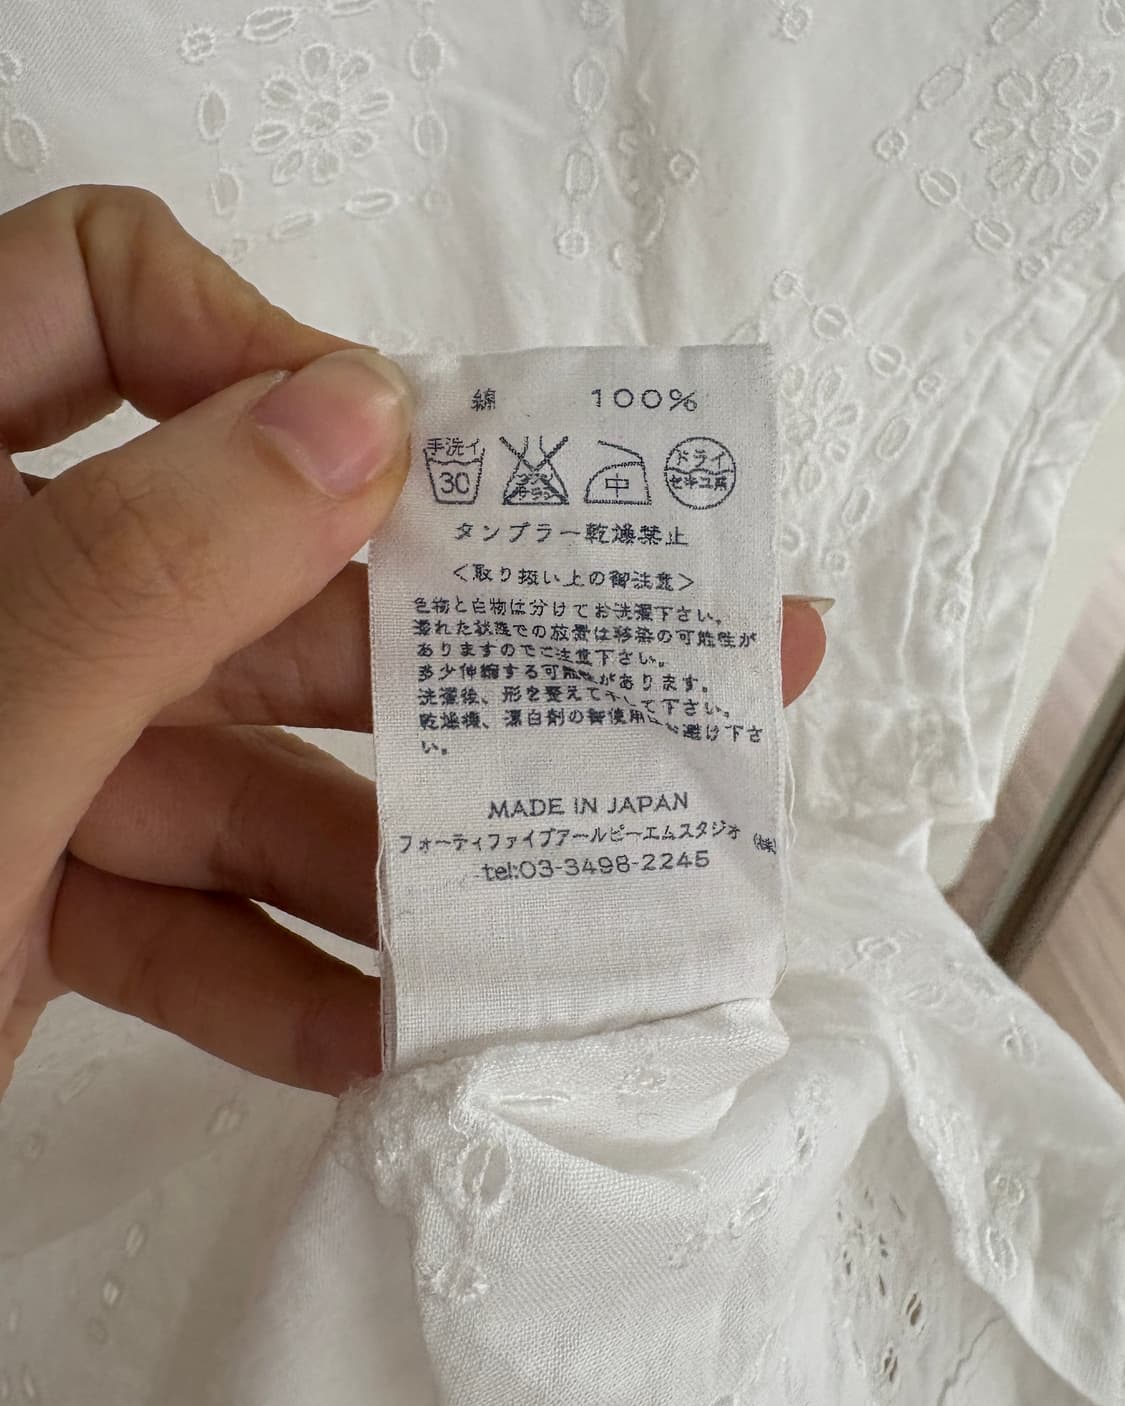 綿 100%
手洗イ 30 エンソサラシ 中 ドライ セキユ系
タンブラー乾燥禁止
<取り扱い上の御注意>
色物と白物は分けてお洗濯下さい。
濡れた状態での放置は移染の可能性が
ありますのでご注意下さい。
多少伸縮する可能性があります。
洗濯後、形を整えて干して下さい。
乾燥機、漂白剤の御使用はお避け下さ
い。
MADE IN JAPAN
フォーティファイブアールピーエムスタジオ (株)
tel:03-3498-2245